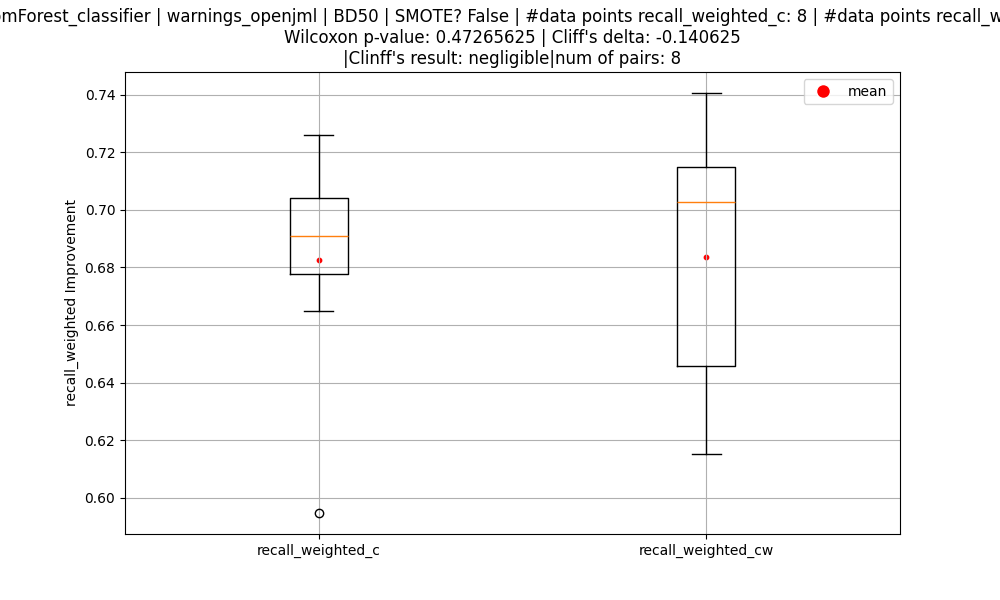 omForest_classifier | warnings_openjml | BD50 | SMOTE? False | #data points recall_weighted_c: 8 | #data points recall_w
Wilcoxon p-value: 0.47265625 | Cliff's delta: -0.140625
|Clinff's result: negligible|num of pairs: 8
mean
0.74
0.72
0.70
0.68
0.66
0.64
0.62
0.60
recall_weighted Improvement
recall_weighted_c
recall_weighted_cw